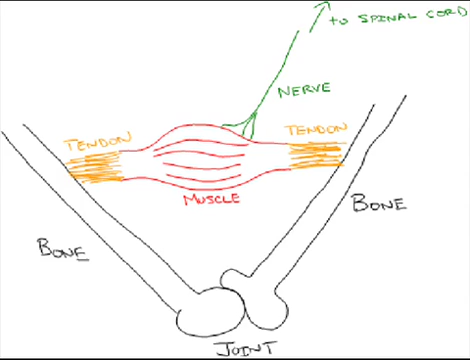 to SPINAL CORD
NERVE
TENDON
TENDON
MUSCLE
BONE
BONE
JOINT